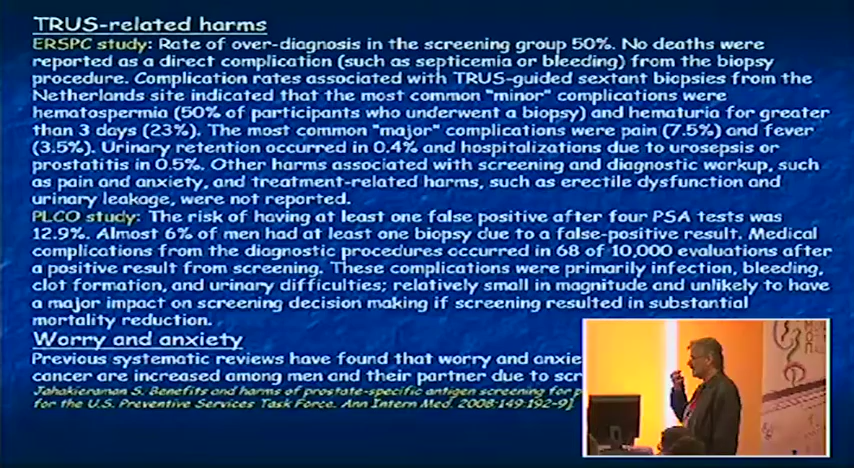 TRUS-related harms
ERSPC study: Rate of over-diagnosis in the screening group 50%. No deaths were
reported as a direct complication (such as septicemia or bleeding) from the biopsy
procedure. Complication rates associated with TRUS-guided sextant biopsies from the
Netherlands site indicated that the most common "minor" complications were
hematospermia (50% of participants who underwent a biopsy) and hematuria for greater
than 3 days (23%). The most common "major" complications were pain (7.5%) and fever
(3.5%). Urinary retention occurred in 0.4% and hospitalizations due to urosepsis or
prostatitis in 0.5%. Other harms associated with screening and diagnostic workup, such
as pain and anxiety, and treatment-related harms, such as erectile dysfunction and
urinary leakage, were not reported.
PLCO study: The risk of having at least one false positive after four PSA tests was
12.9%. Almost 6% of men had at least one biopsy due to a false-positive result. Medical
complications from the diagnostic procedures occurred in 68 of 10,000 evaluations after
a positive result from screening. These complications were primarily infection, bleeding,
clot formation, and urinary difficulties; relatively small in magnitude and unlikely to have
a major impact on screening decision making if screening resulted in substantial
mortality reduction.
Worry and anxiety
Previous systematic reviews have found that worry and anxie
cancer are increased among men and their partner due to scr
S. Benefits and harms of prostate-specific antigen screening for p
for the U.S. Preventive Services Task Force. Ann Intern Med. 2008;149:192-9]